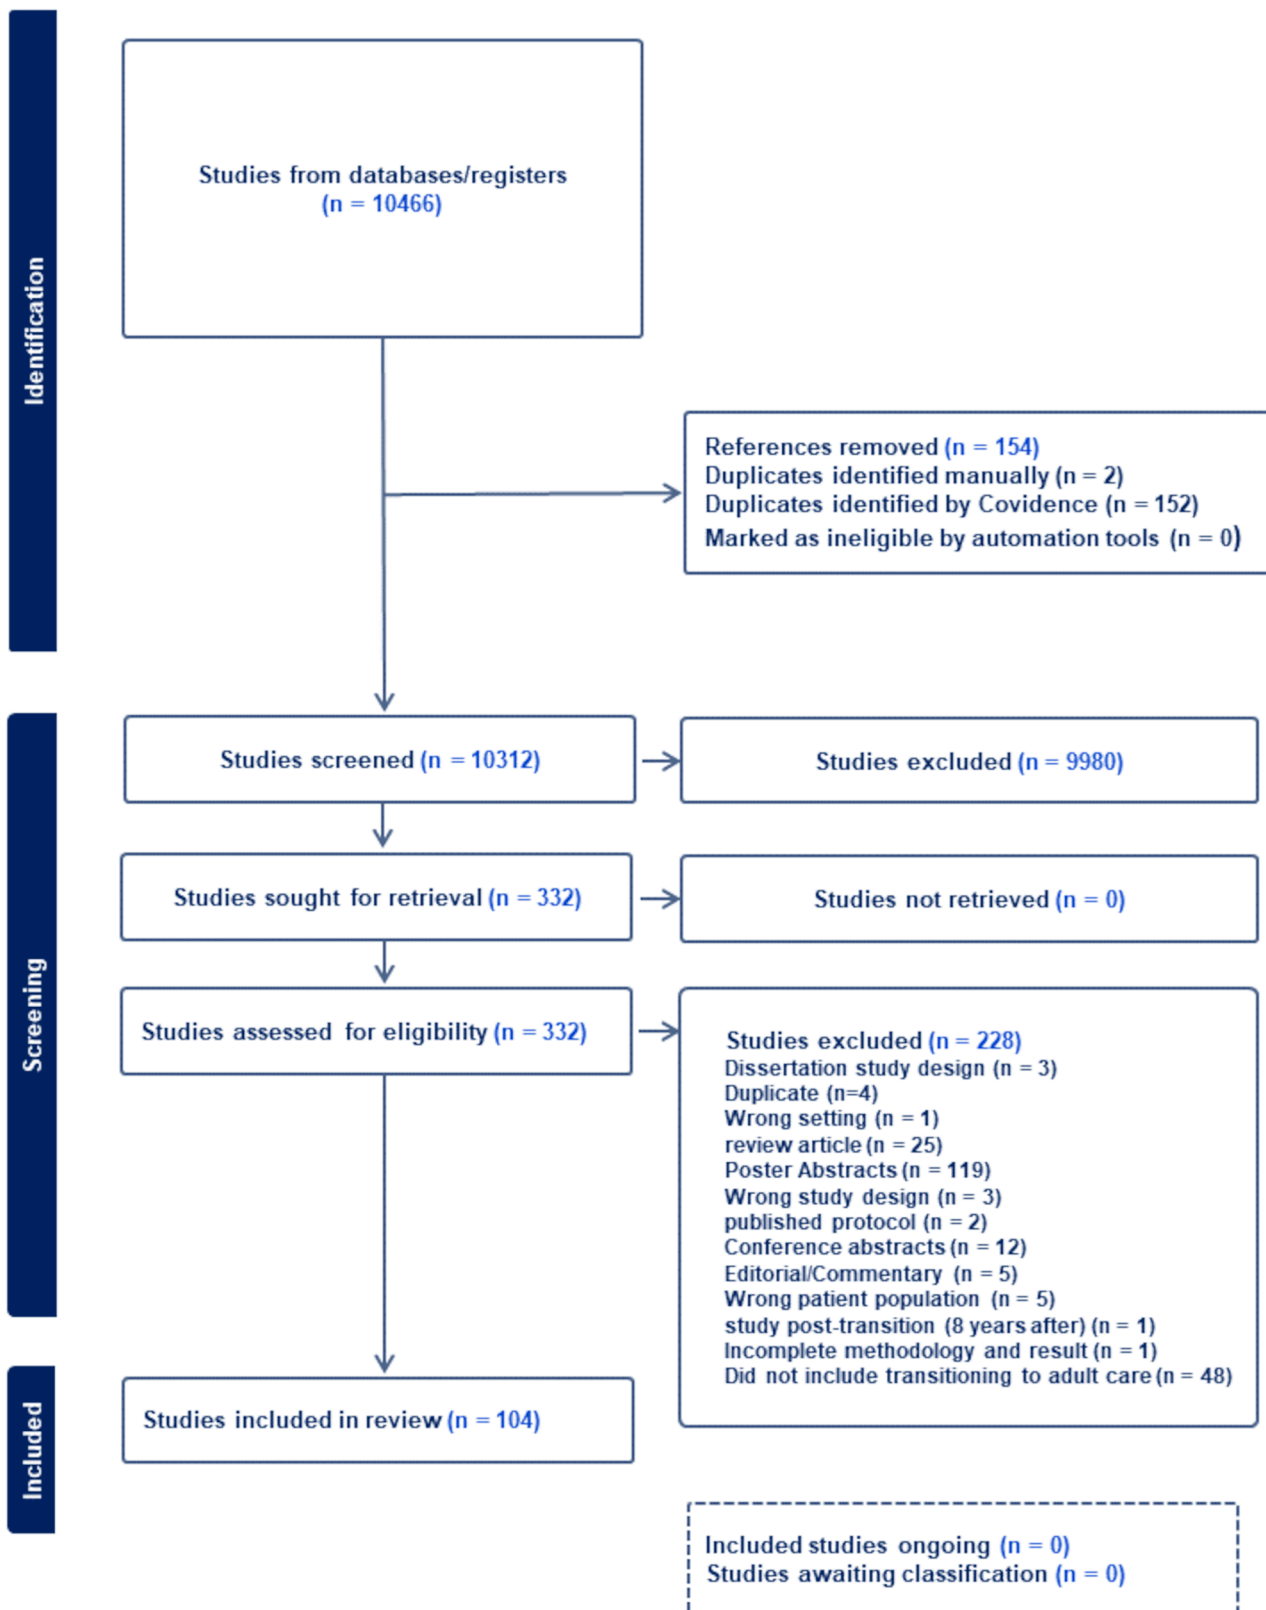 Identification
Studies from databases/registers
(n = 10466)
References removed (n = 154)
Duplicates identified manually (n = 2)
Duplicates identified by Covidence (n = 152)
Marked as ineligible by automation tools (n = 0)
Screening
Studies screened (n = 10312)
Studies excluded (n = 9980)
Studies sought for retrieval (n = 332)
Studies not retrieved (n = 0)
Studies assessed for eligibility (n = 332)
Studies excluded (n = 228)
Dissertation study design (n = 3)
Duplicate (n=4)
Wrong setting (n = 1)
review article (n = 25)
Poster Abstracts (n = 119)
Wrong study design (n = 3)
published protocol (n = 2)
Conference abstracts (n = 12)
Editorial/Commentary (n = 5)
Wrong patient population (n = 5)
study post-transition (8 years after) (n = 1)
Incomplete methodology and result (n = 1)
Did not include transitioning to adult care (n = 48)
Included
Studies included in review (n = 104)
Included studies ongoing (n = 0)
Studies awaiting classification (n = 0)